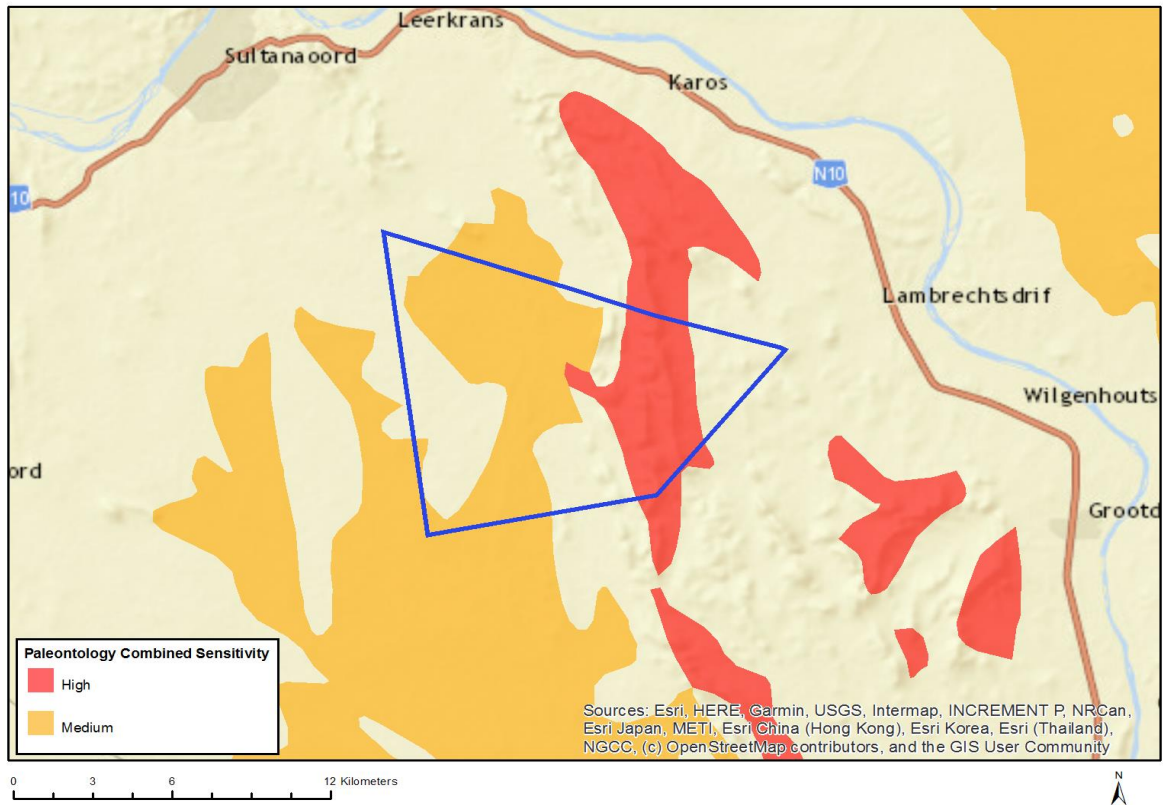 Leerkrans
Sultanaoord
Karos
N10
10
Lambrechtsdrif
Wilgenhouts
ord
Grootd
Paleontology Combined Sensitivity
High
Medium
Sources: Esri, HERE, Garmin, USGS, Intermap, INCREMENT P, NRCan,
Esri Japan, METI, Esri China (Hong Kong), Esri Korea, Esri (Thailand),
NGCC, (c) OpenStreetMap contributors, and the GIS User Community
0 3 6 12 Kilometers
N